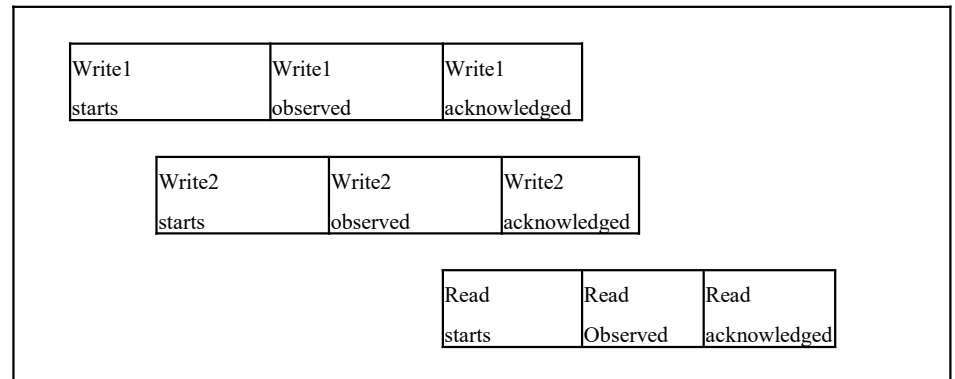 Write1 Write1 Write1
starts observed acknowledged
Write2 Write2 Write2
starts observed acknowledged
Read Read Read
starts Observed acknowledged